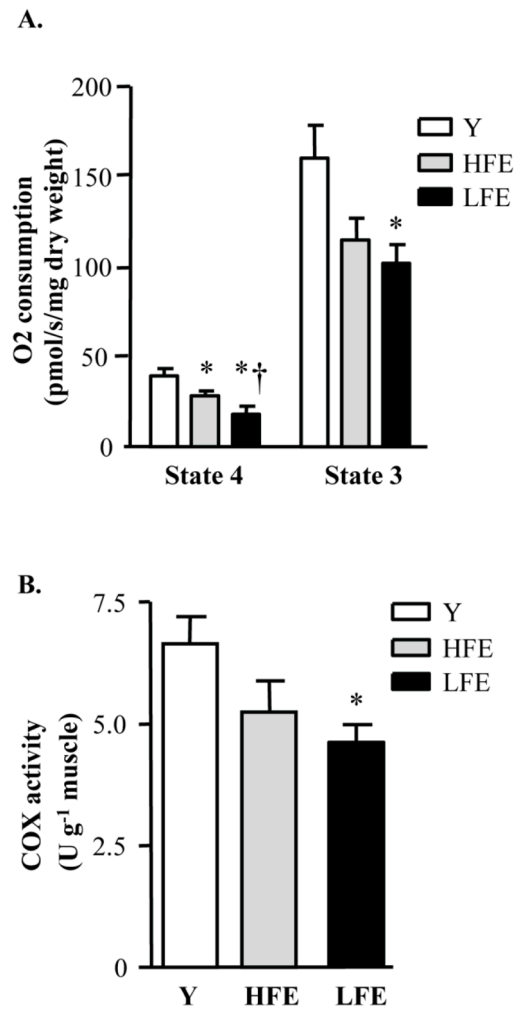 A.
200
150
100
50
0
O2 consumption
(pmol/s/mg dry weight)
Y
HFE
LFE
*
*†
*
State 4
State 3
B.
7.5
5.0
2.5
0
COX activity
(U g⁻¹ muscle)
Y
HFE
LFE
*
Y
HFE
LFE